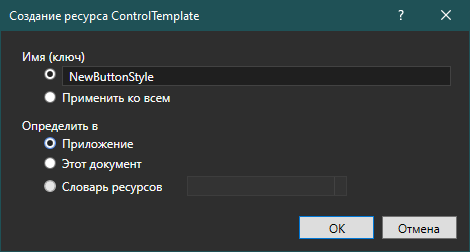 Создание ресурса ControlTemplate
?
Имя (ключ)
NewButtonStyle
Применить ко всем
Определить в
Приложение
Этот документ
Словарь ресурсов
OK
Отмена